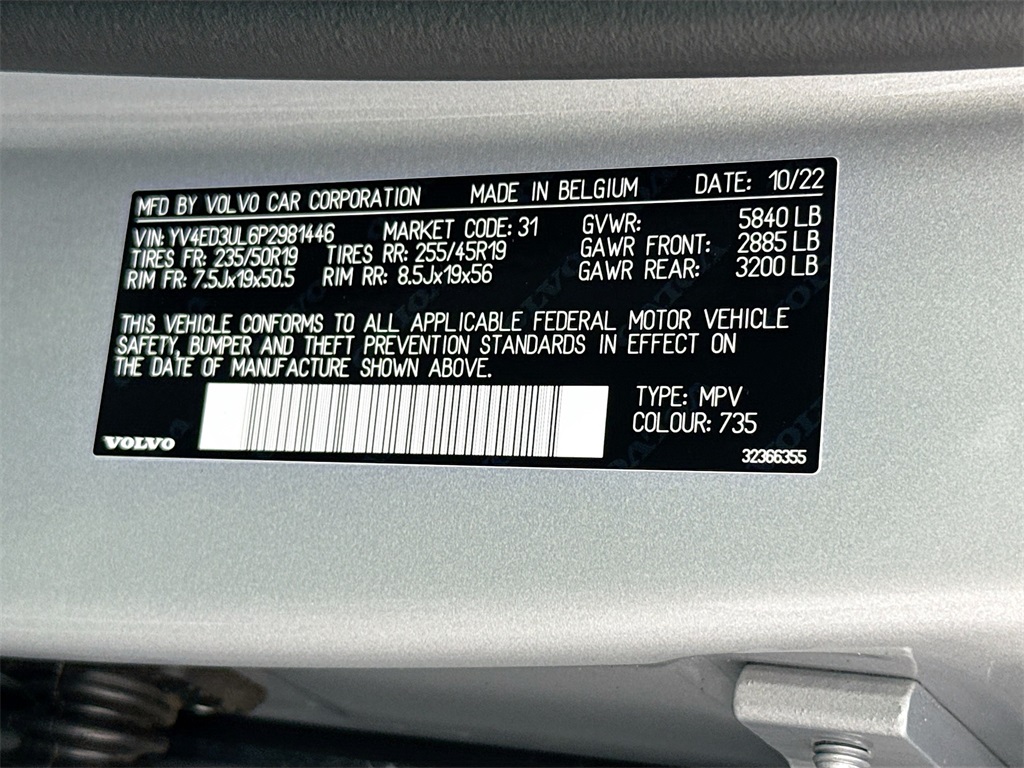 MFD BY VOLVO CAR CORPORATION MADE IN BELGIUM DATE: 10/22
VIN: YV4ED3UL6P2981446 MARKET CODE: 31 GVWR: 5840 LB
TIRES FR: 235/50R19 TIRES RR: 255/45R19 GAWR FRONT: 2885 LB
RIM FR: 7.5Jx19x50.5 RIM RR: 8.5Jx19x56 GAWR REAR: 3200 LB
THIS VEHICLE CONFORMS TO ALL APPLICABLE FEDERAL MOTOR VEHICLE
SAFETY, BUMPER AND THEFT PREVENTION STANDARDS IN EFFECT ON
THE DATE OF MANUFACTURE SHOWN ABOVE.
TYPE: MPV
COLOUR: 735
VOLVO
32366355